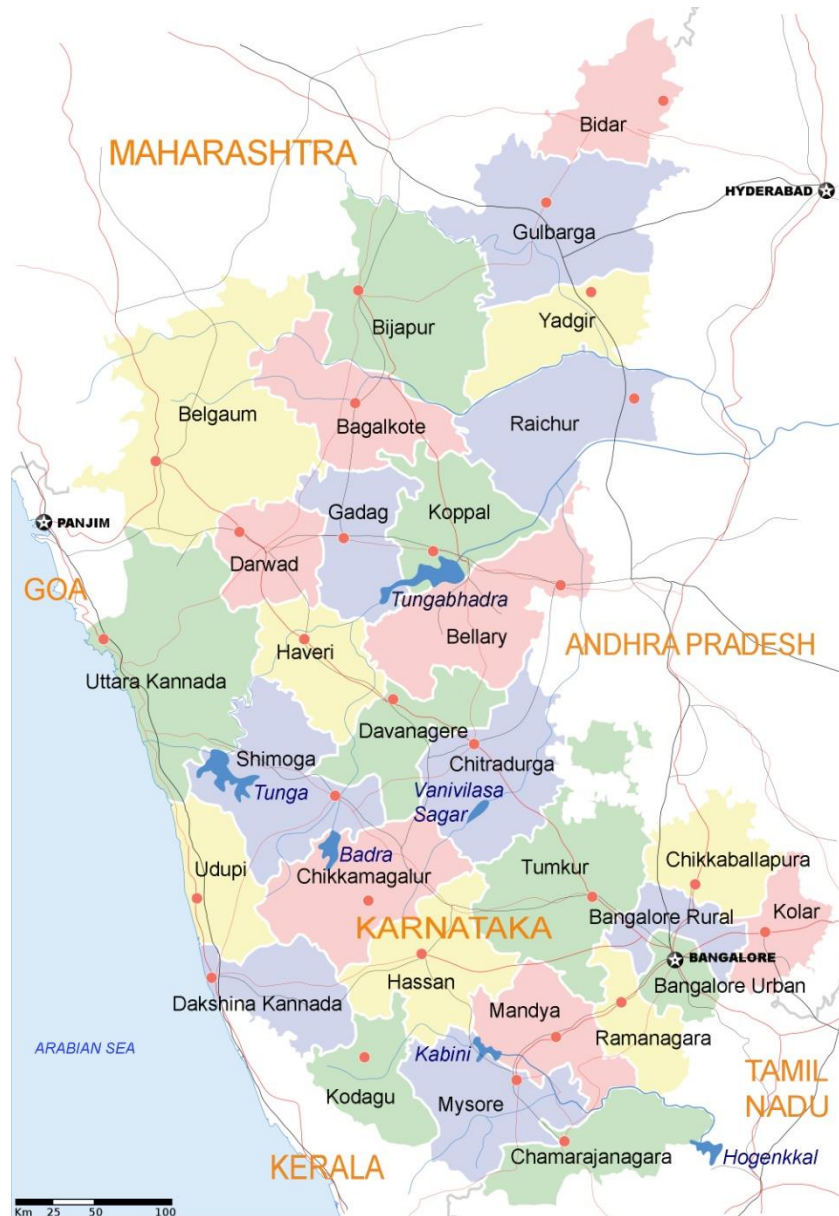 Bidar
MAHARASHTRA
HYDERABAD
Gulbarga
Yadgir
Bijapur
Belgaum
Bagalkote
Raichur
Gadag
Koppal
PANJIM
Darwad
GOA
Tungabhadra
Bellary
ANDHRA PRADESH
Haveri
Uttara Kannada
Davanagere
Shimoga
Chitradurga
Tunga
Vanivilasa
Sagar
Badra
Udupi
Chikkamagalur
Tumkur
Chikkaballapura
Bangalore Rural
Kolar
KARNATAKA
BANGALORE
Hassan
Bangalore Urban
Dakshina Kannada
Mandya
Ramanagara
ARABIAN SEA
Kabini
TAMIL
NADU
Kodagu
Mysore
KERALA
Chamarajanagara
Hogenkkal
Km 25 50 100